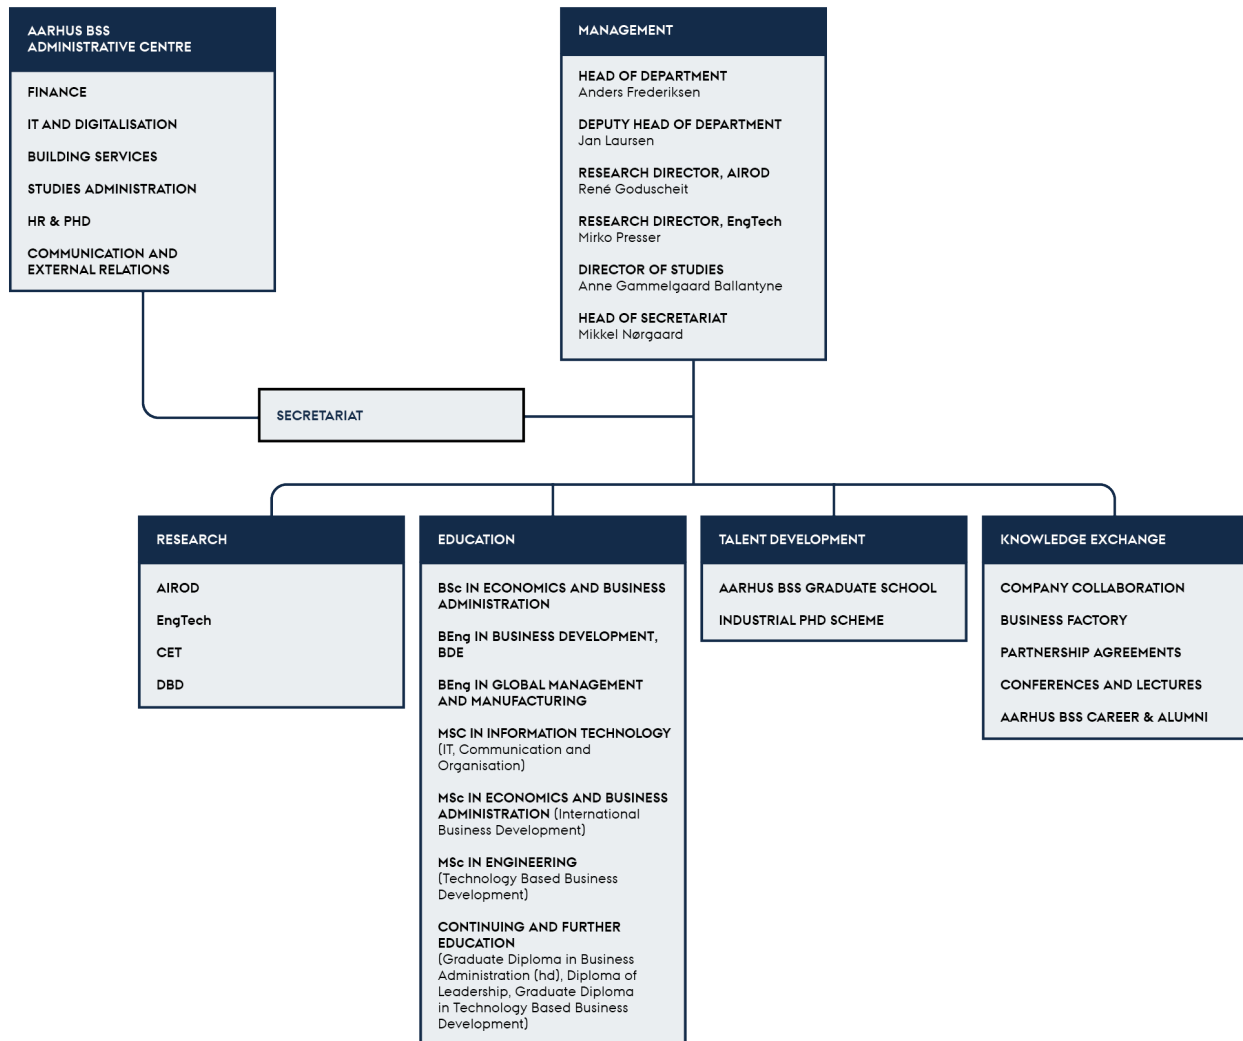 AARHUS BSS
ADMINISTRATIVE CENTRE
FINANCE
IT AND DIGITALISATION
BUILDING SERVICES
STUDIES ADMINISTRATION
HR & PHD
COMMUNICATION AND
EXTERNAL RELATIONS
MANAGEMENT
HEAD OF DEPARTMENT
Anders Frederiksen
DEPUTY HEAD OF DEPARTMENT
Jan Laursen
RESEARCH DIRECTOR, AIROD
René Goduscheit
RESEARCH DIRECTOR, EngTech
Mirko Presser
DIRECTOR OF STUDIES
Anne Gammelgaard Ballantyne
HEAD OF SECRETARIAT
Mikkel Nørgaard
SECRETARIAT
RESEARCH
AIROD
EngTech
CET
DBD
EDUCATION
BSc IN ECONOMICS AND BUSINESS
ADMINISTRATION
BEng IN BUSINESS DEVELOPMENT,
BDE
BEng IN GLOBAL MANAGEMENT
AND MANUFACTURING
MSC IN INFORMATION TECHNOLOGY
(IT, Communication and
Organisation)
MSc IN ECONOMICS AND BUSINESS
ADMINISTRATION (International
Business Development)
MSc IN ENGINEERING
(Technology Based Business
Development)
CONTINUING AND FURTHER
EDUCATION
(Graduate Diploma in Business
Administration (hd), Diploma of
Leadership, Graduate Diploma
in Technology Based Business
Development)
TALENT DEVELOPMENT
AARHUS BSS GRADUATE SCHOOL
INDUSTRIAL PHD SCHEME
KNOWLEDGE EXCHANGE
COMPANY COLLABORATION
BUSINESS FACTORY
PARTNERSHIP AGREEMENTS
CONFERENCES AND LECTURES
AARHUS BSS CAREER & ALUMNI